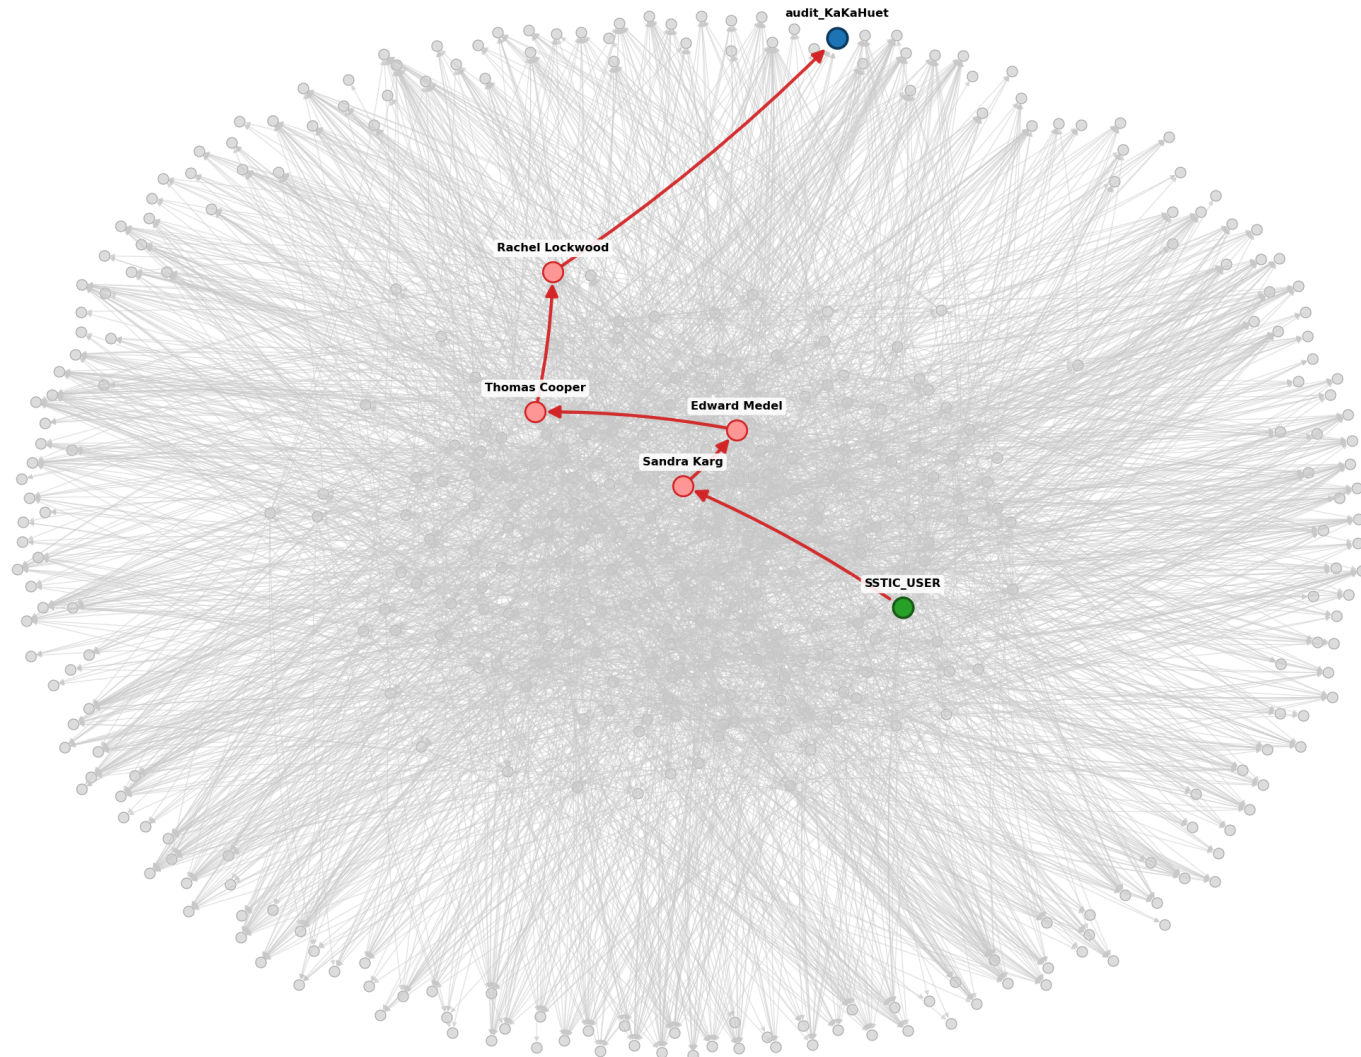 audit_KaKaHuet
Rachel Lockwood
Thomas Cooper
Edward Medel
Sandra Karg
SSTIC_USER